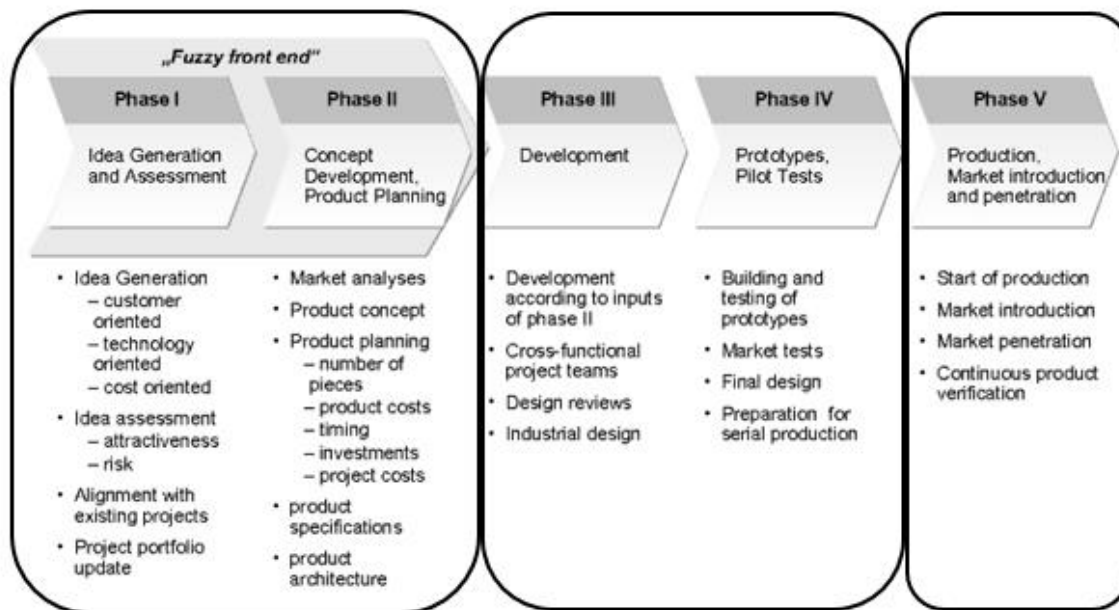 „Fuzzy front end"
Phase I
Idea Generation
and Assessment
• Idea Generation
– customer
oriented
– technology
oriented
– cost oriented
• Idea assessment
– attractiveness
– risk
• Alignment with
existing projects
• Project portfolio
update
Phase II
Concept
Development,
Product Planning
• Market analyses
• Product concept
• Product planning
– number of
pieces
– product costs
– timing
– investments
– project costs
• product
specifications
• product
architecture
Phase III
Development
• Development
according to inputs
of phase II
• Cross-functional
project teams
• Design reviews
• Industrial design
Phase IV
Prototypes,
Pilot Tests
• Building and
testing of
prototypes
• Market tests
• Final design
• Preparation for
serial production
Phase V
Production,
Market introduction
and penetration
• Start of production
• Market introduction
• Market penetration
• Continuous product
verification